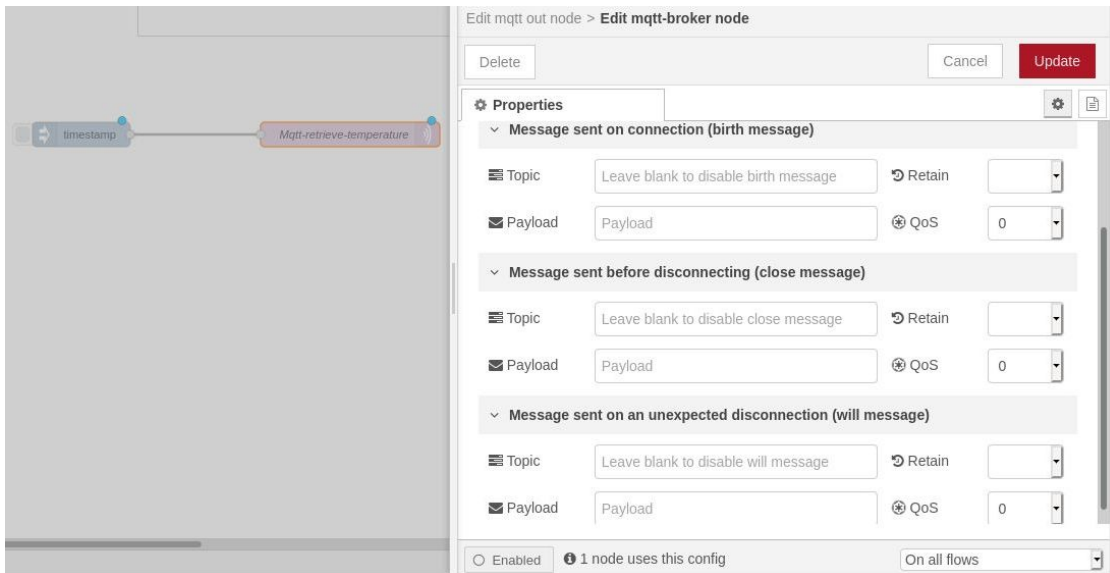 Edit mqtt out node > Edit mqtt-broker node
Delete Cancel Update
Properties
timestamp Mqtt-retrieve-temperature
Message sent on connection (birth message)
Topic Leave blank to disable birth message Retain
Payload Payload QoS 0
Message sent before disconnecting (close message)
Topic Leave blank to disable close message Retain
Payload Payload QoS 0
Message sent on an unexpected disconnection (will message)
Topic Leave blank to disable will message Retain
Payload Payload QoS 0
Enabled 1 node uses this config On all flows